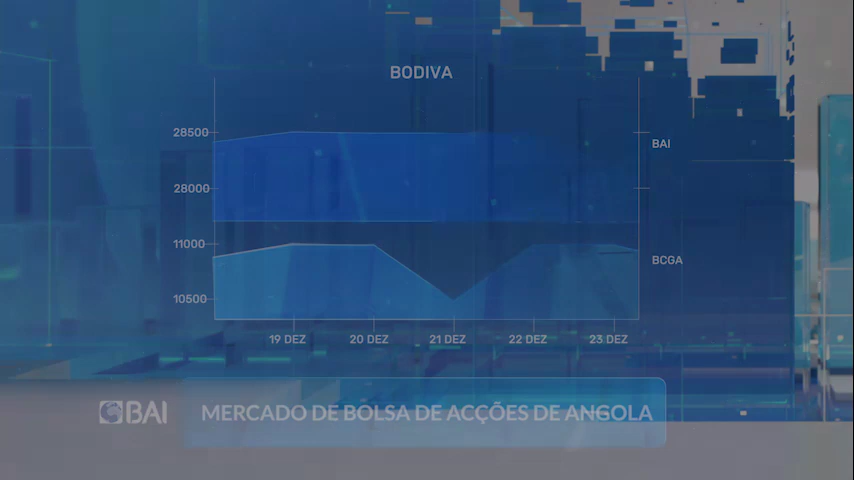 BODIVA
28500
BAI
28000
11000
BCGA
10500
19 DEZ
20 DEZ
21 DEZ
22 DEZ
23 DEZ
BAI
MERCADO DE BOLSA DE ACÇÕES DE ANGOLA